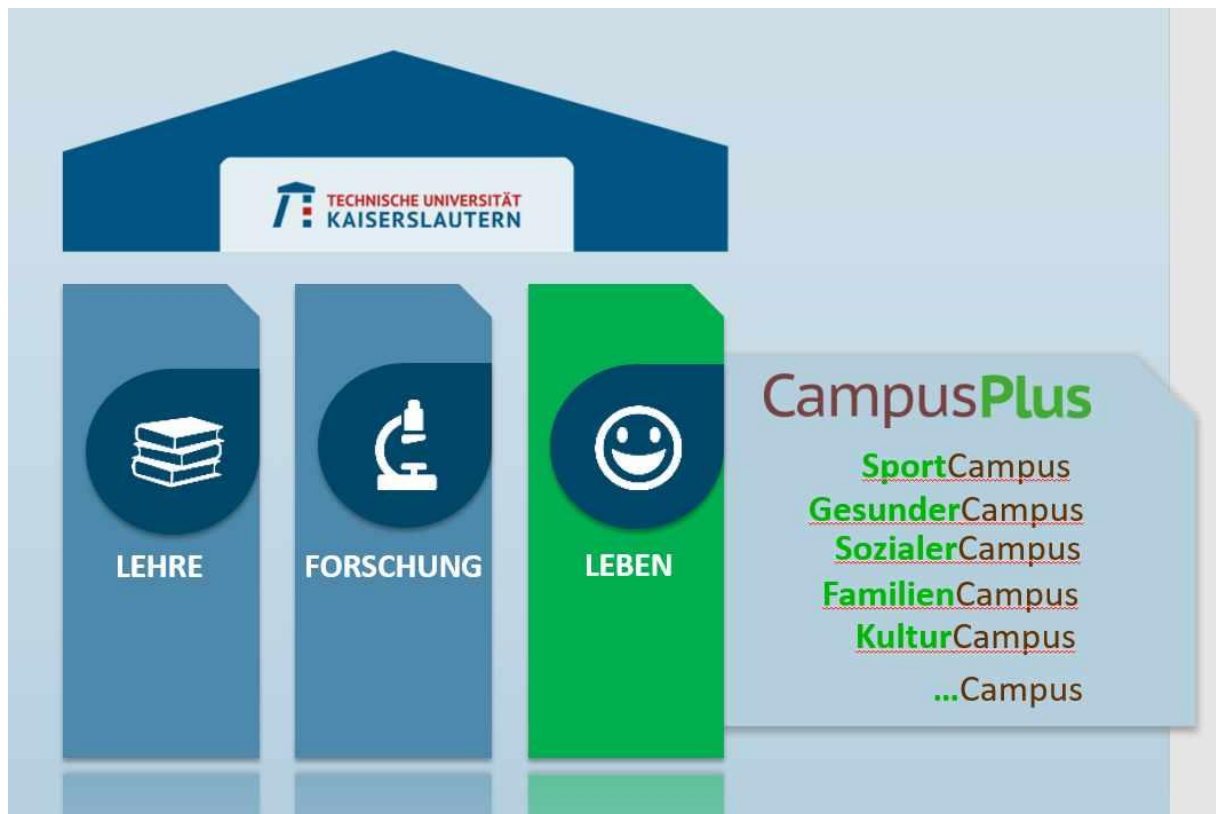 TECHNISCHE UNIVERSITÄT
KAISERSLAUTERN
LEHRE
FORSCHUNG
LEBEN
CampusPlus
SportCampus
GesunderCampus
SozialerCampus
FamilienCampus
KulturCampus
...Campus